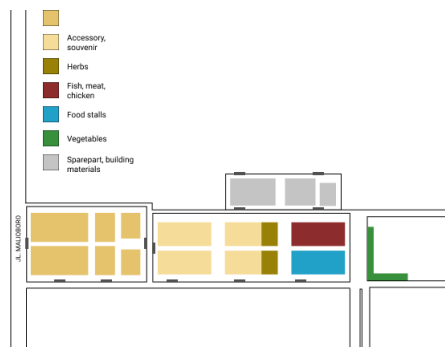 Accessory,
souvenir
Herbs
Fish, meat,
chicken
Food stalls
Vegetables
Sparepart, building
materials
JL. MALIOBORO